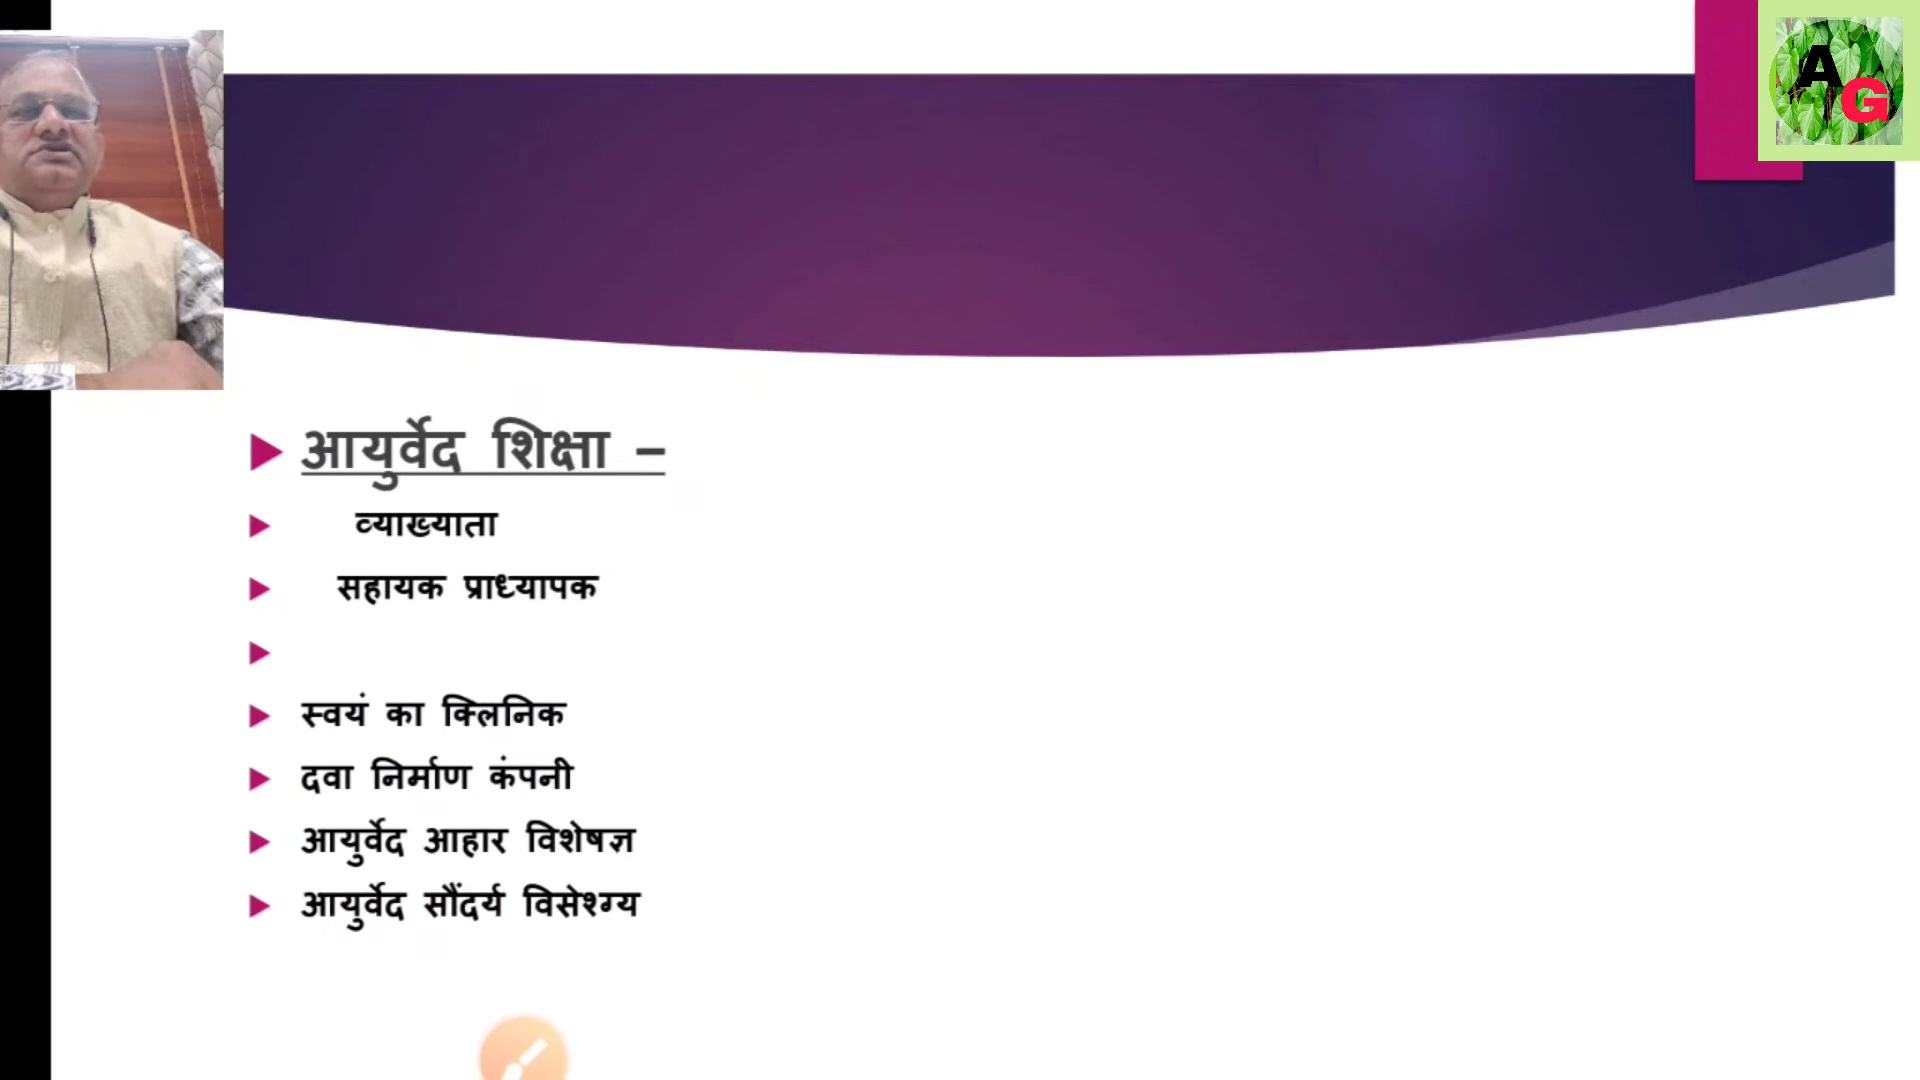 AG
आयुर्वेद शिक्षा –
व्याख्याता
सहायक प्राध्यापक
स्वयं का क्लिनिक
दवा निर्माण कंपनी
आयुर्वेद आहार विशेषज्ञ
आयुर्वेद सौंदर्य विसेश्ग्य